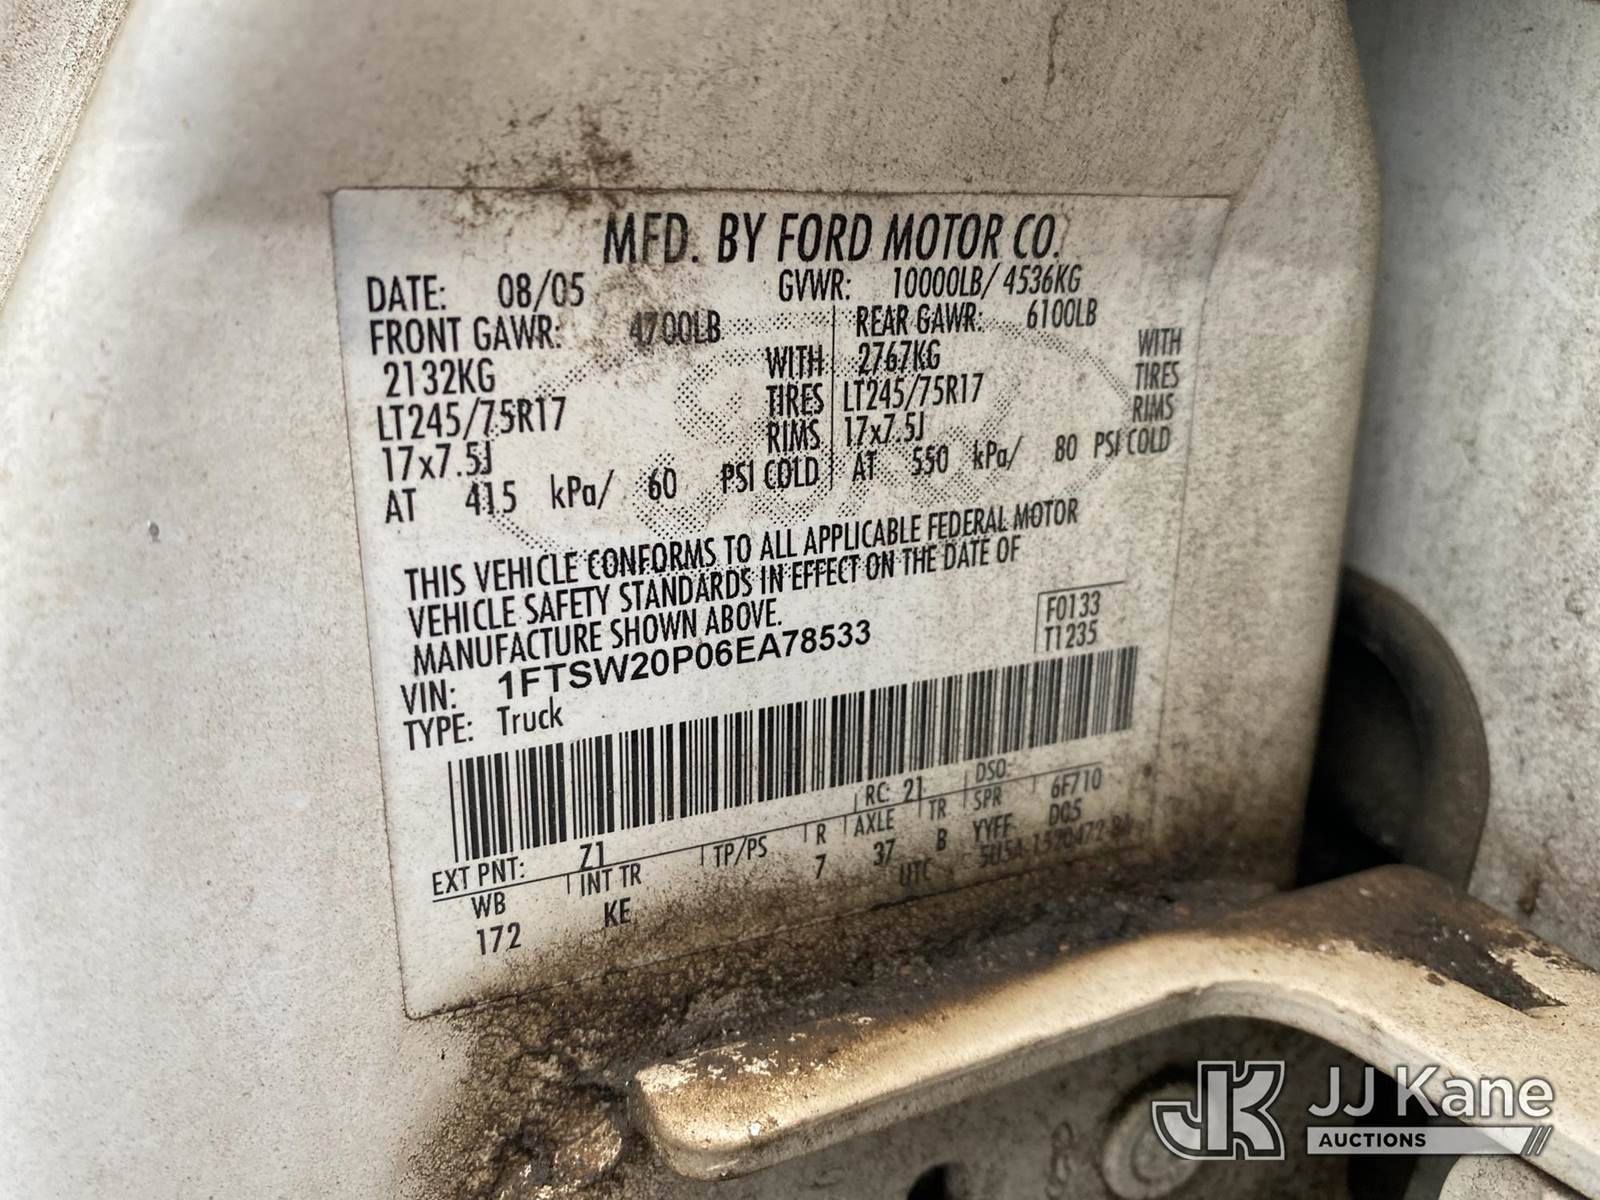 MFD. BY FORD MOTOR CO.
DATE: 08/05 GVWR: 10000LB/ 4536KG
FRONT GAWR: 4700LB REAR GAWR: 6100LB
2132KG WITH 2767KG WITH
LT245/75R17 TIRES LT245/75R17 TIRES
17x7.5J RIMS 17x7.5J RIMS
AT 415 kPa/ 60 PSI COLD AT 550 kPa/ 80 PSI COLD
THIS VEHICLE CONFORMS TO ALL APPLICABLE FEDERAL MOTOR
VEHICLE SAFETY STANDARDS IN EFFECT ON THE DATE OF
MANUFACTURE SHOWN ABOVE.
F0133
VIN: 1FTSW20P06EA78533 T1235
TYPE: Truck
EXT PNT: Z1 RC: 21 DSO:
WB INT TR TP/PS R AXLE TR SPR 6F710
172 KE 7 37 B YYFF D05
UTC 5U5A-1520472-BA
JK JJ Kane
AUCTIONS